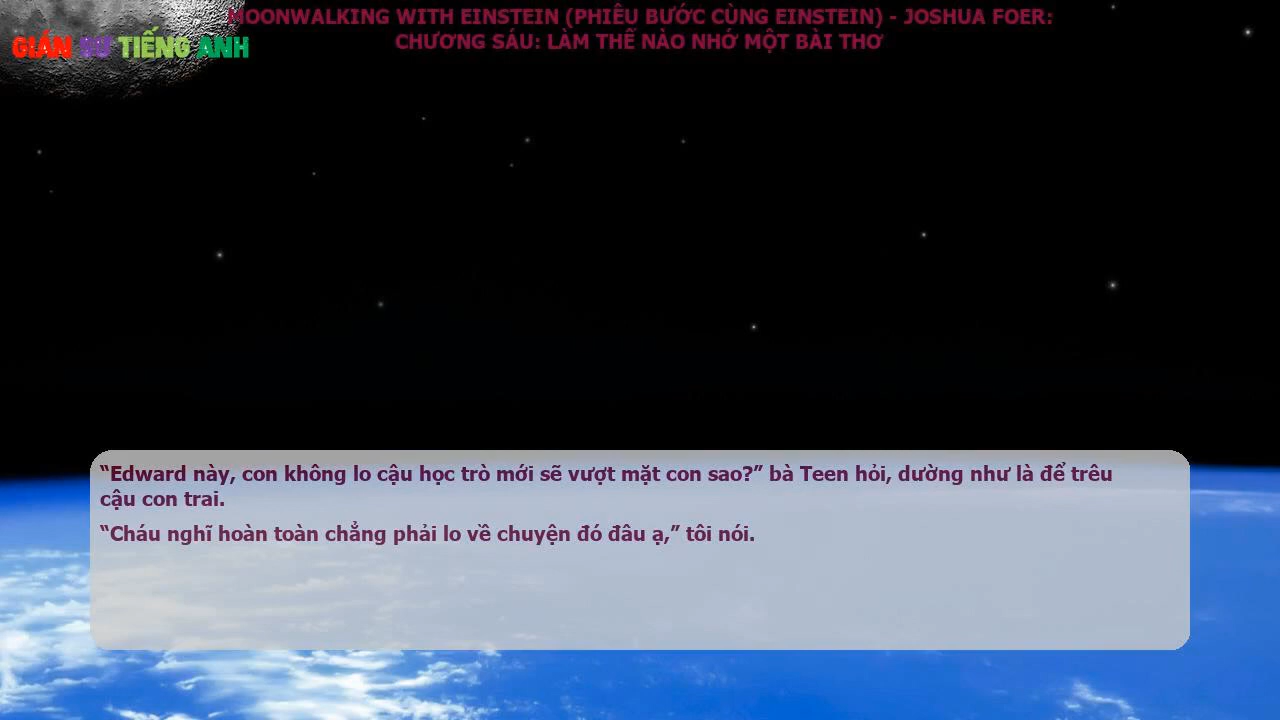 MOONWALKING WITH EINSTEIN (PHIÊU BƯỚC CÙNG EINSTEIN) - JOSHUA FOER:
CHƯƠNG SÁU: LÀM THẾ NÀO NHỚ MỘT BÀI THƠ
GIÁN SƯ TIẾNG ANH
“Edward này, con không lo cậu học trò mới sẽ vượt mặt con sao?” bà Teen hỏi, dường như là để trêu
cậu con trai.
“Cháu nghĩ hoàn toàn chẳng phải lo về chuyện đó đâu ạ,” tôi nói.